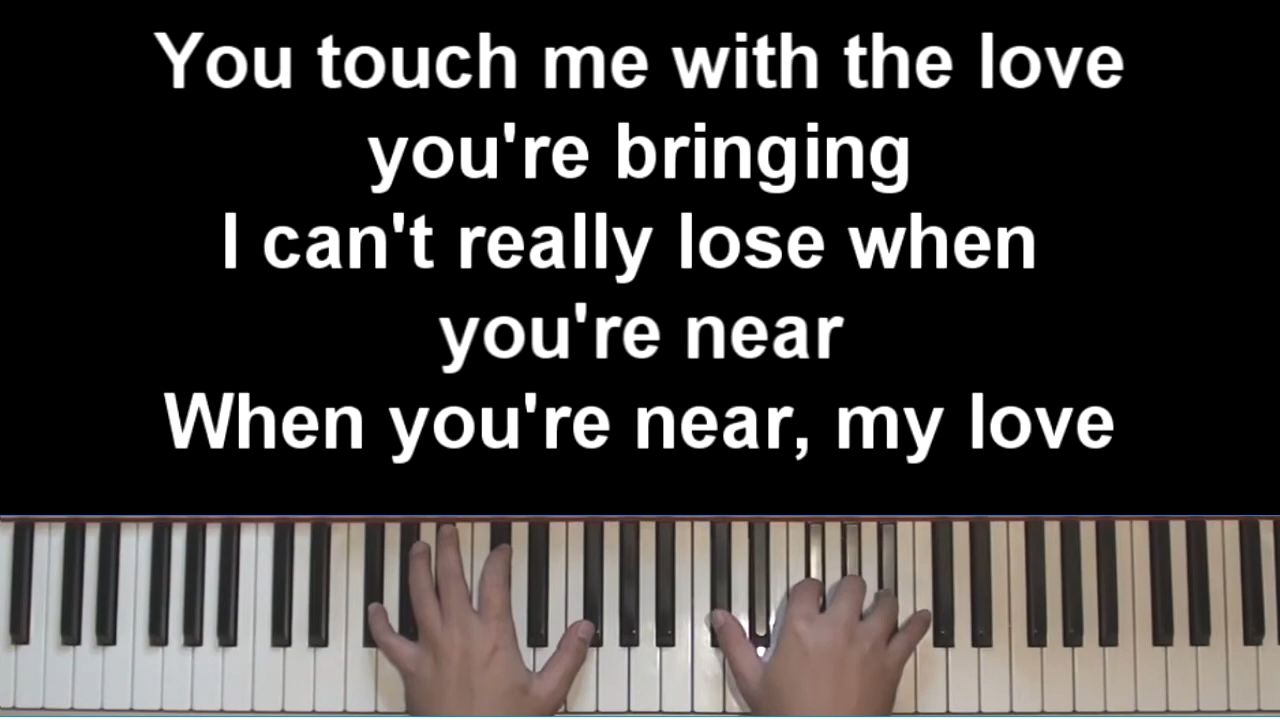 You touch me with the love
you're bringing
I can't really lose when
you're near
When you're near, my love